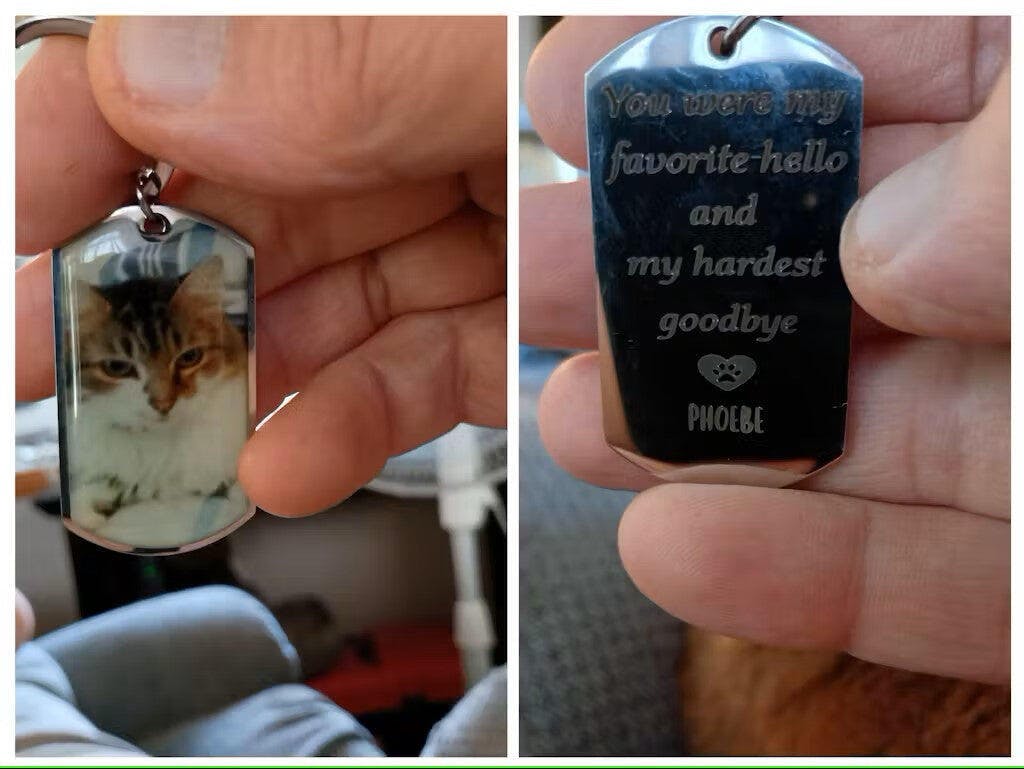 You were my
favorite hello
and
my hardest
goodbye
PHOEBE